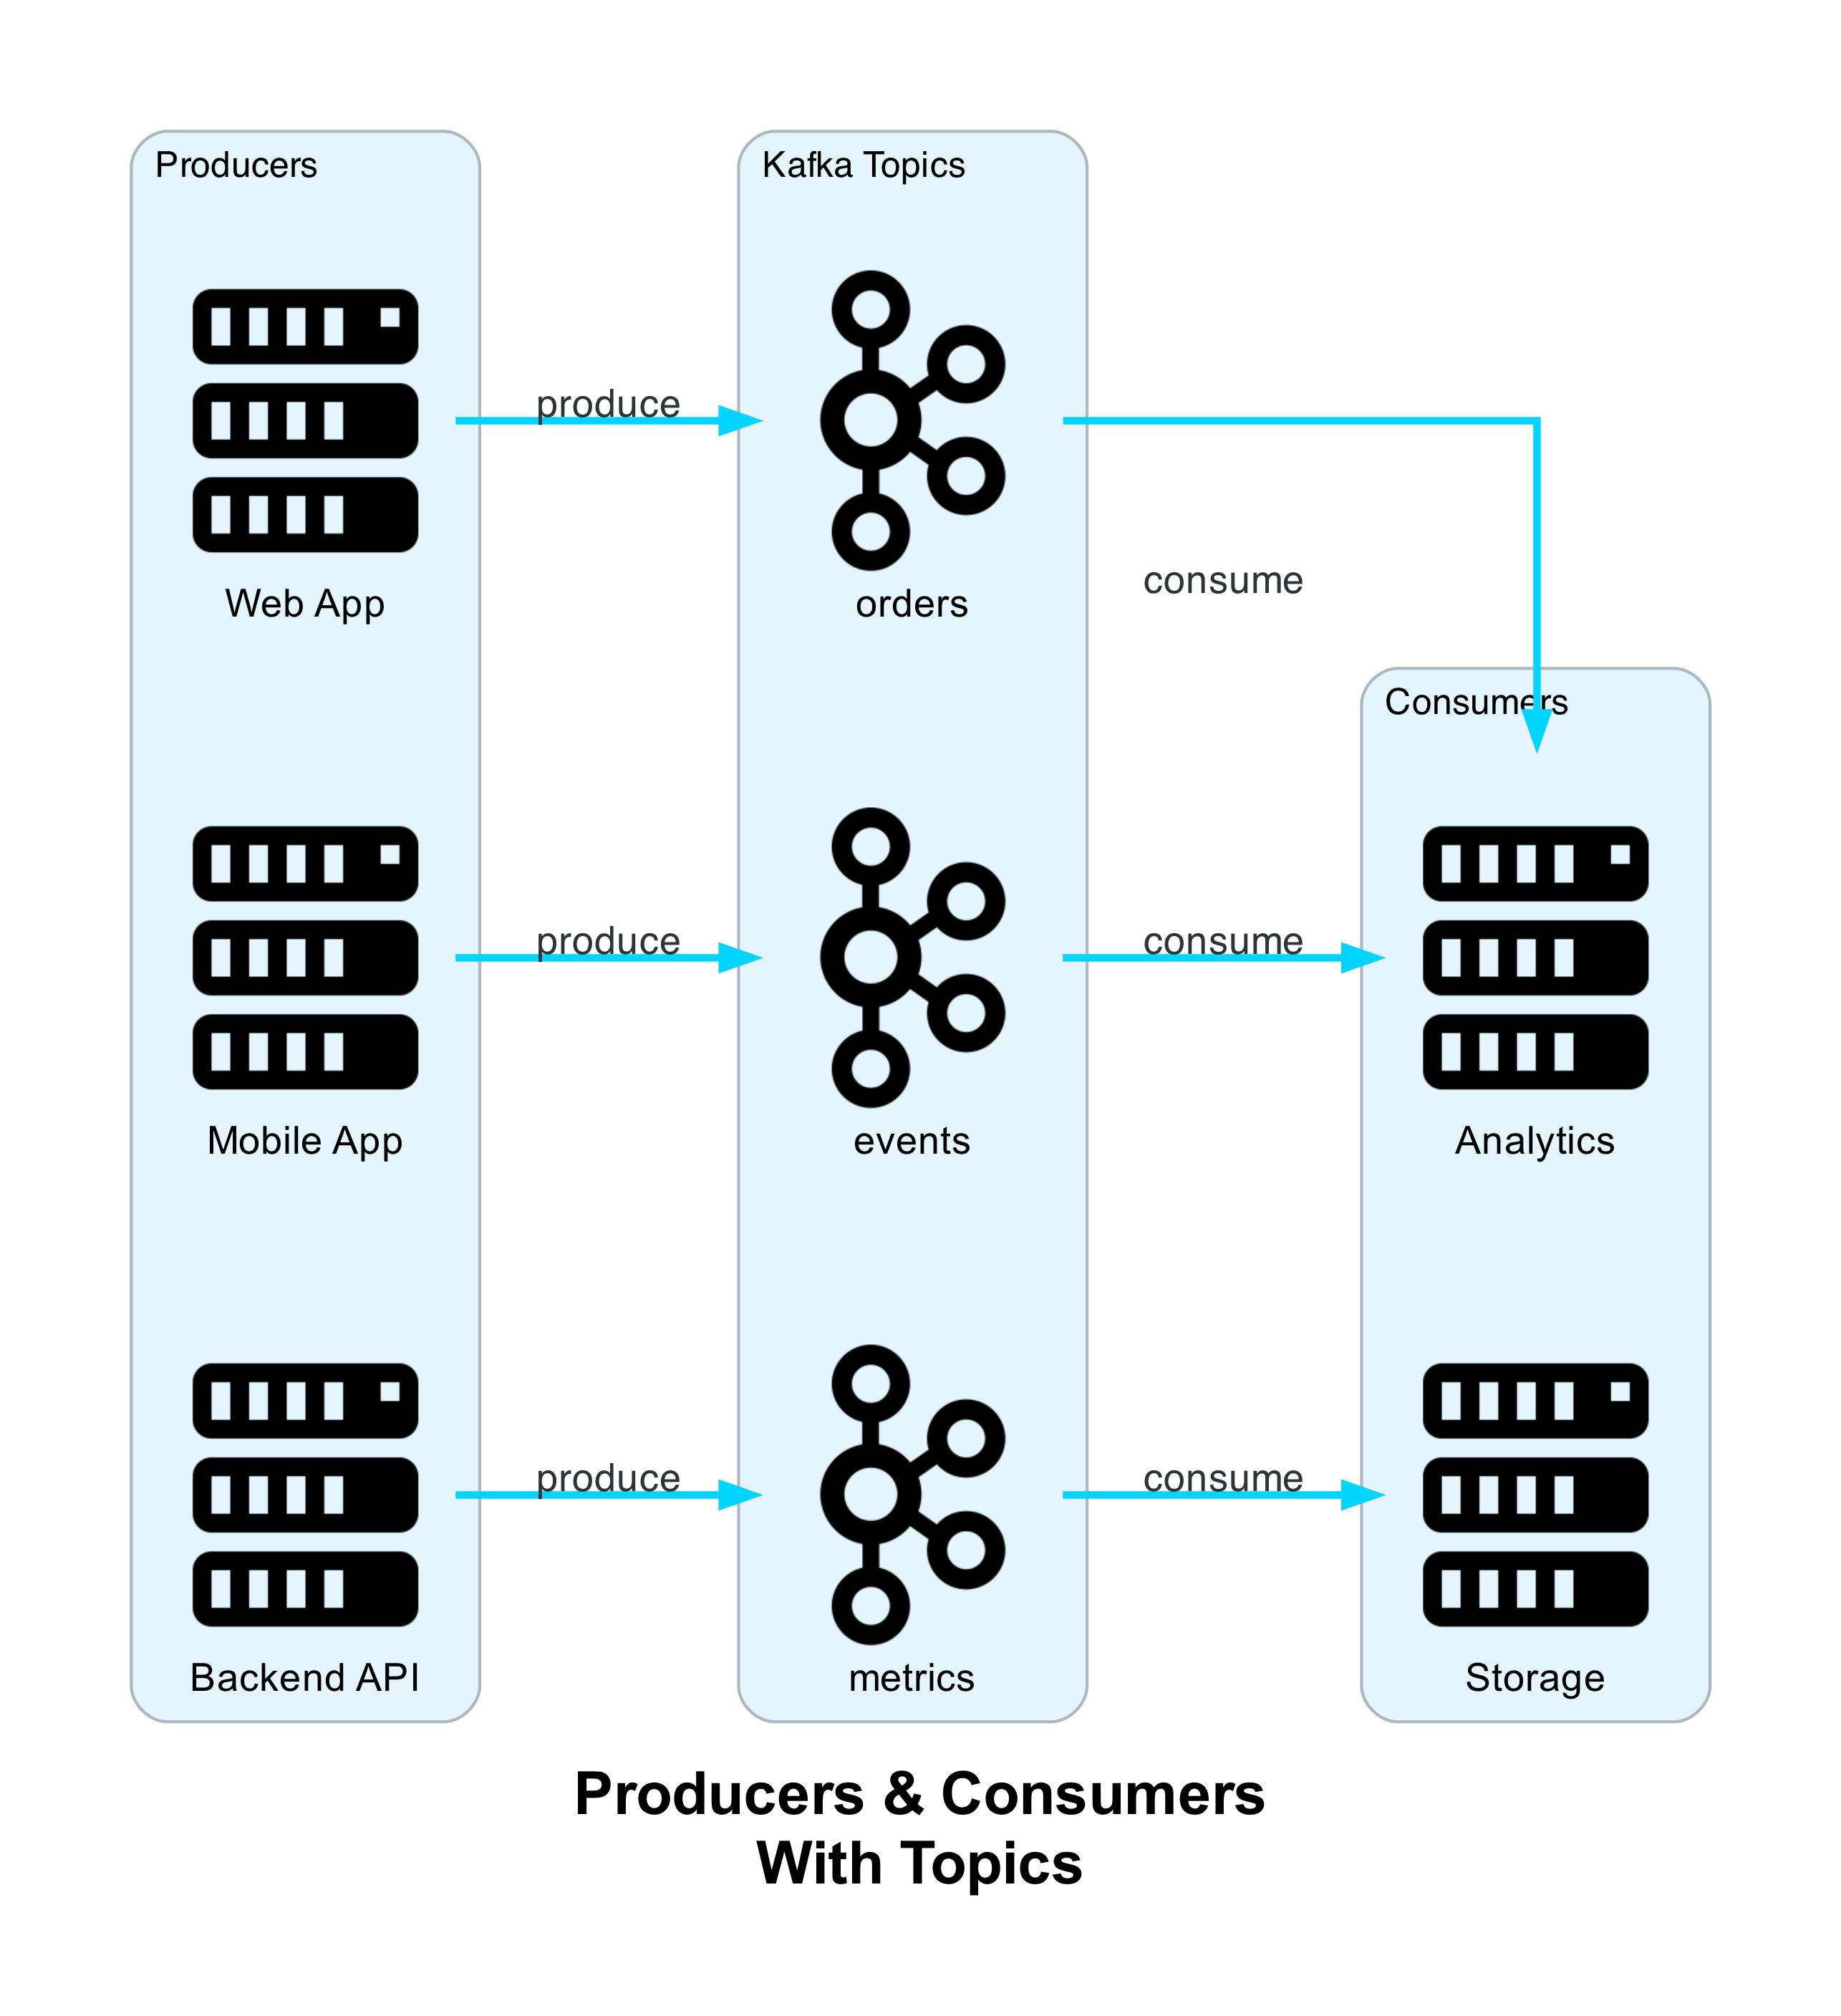 Producers
Kafka Topics
produce
Web App
orders
consume
Consumers
produce
consume
Mobile App
events
Analytics
produce
consume
Backend API
metrics
Storage
Producers & Consumers
With Topics